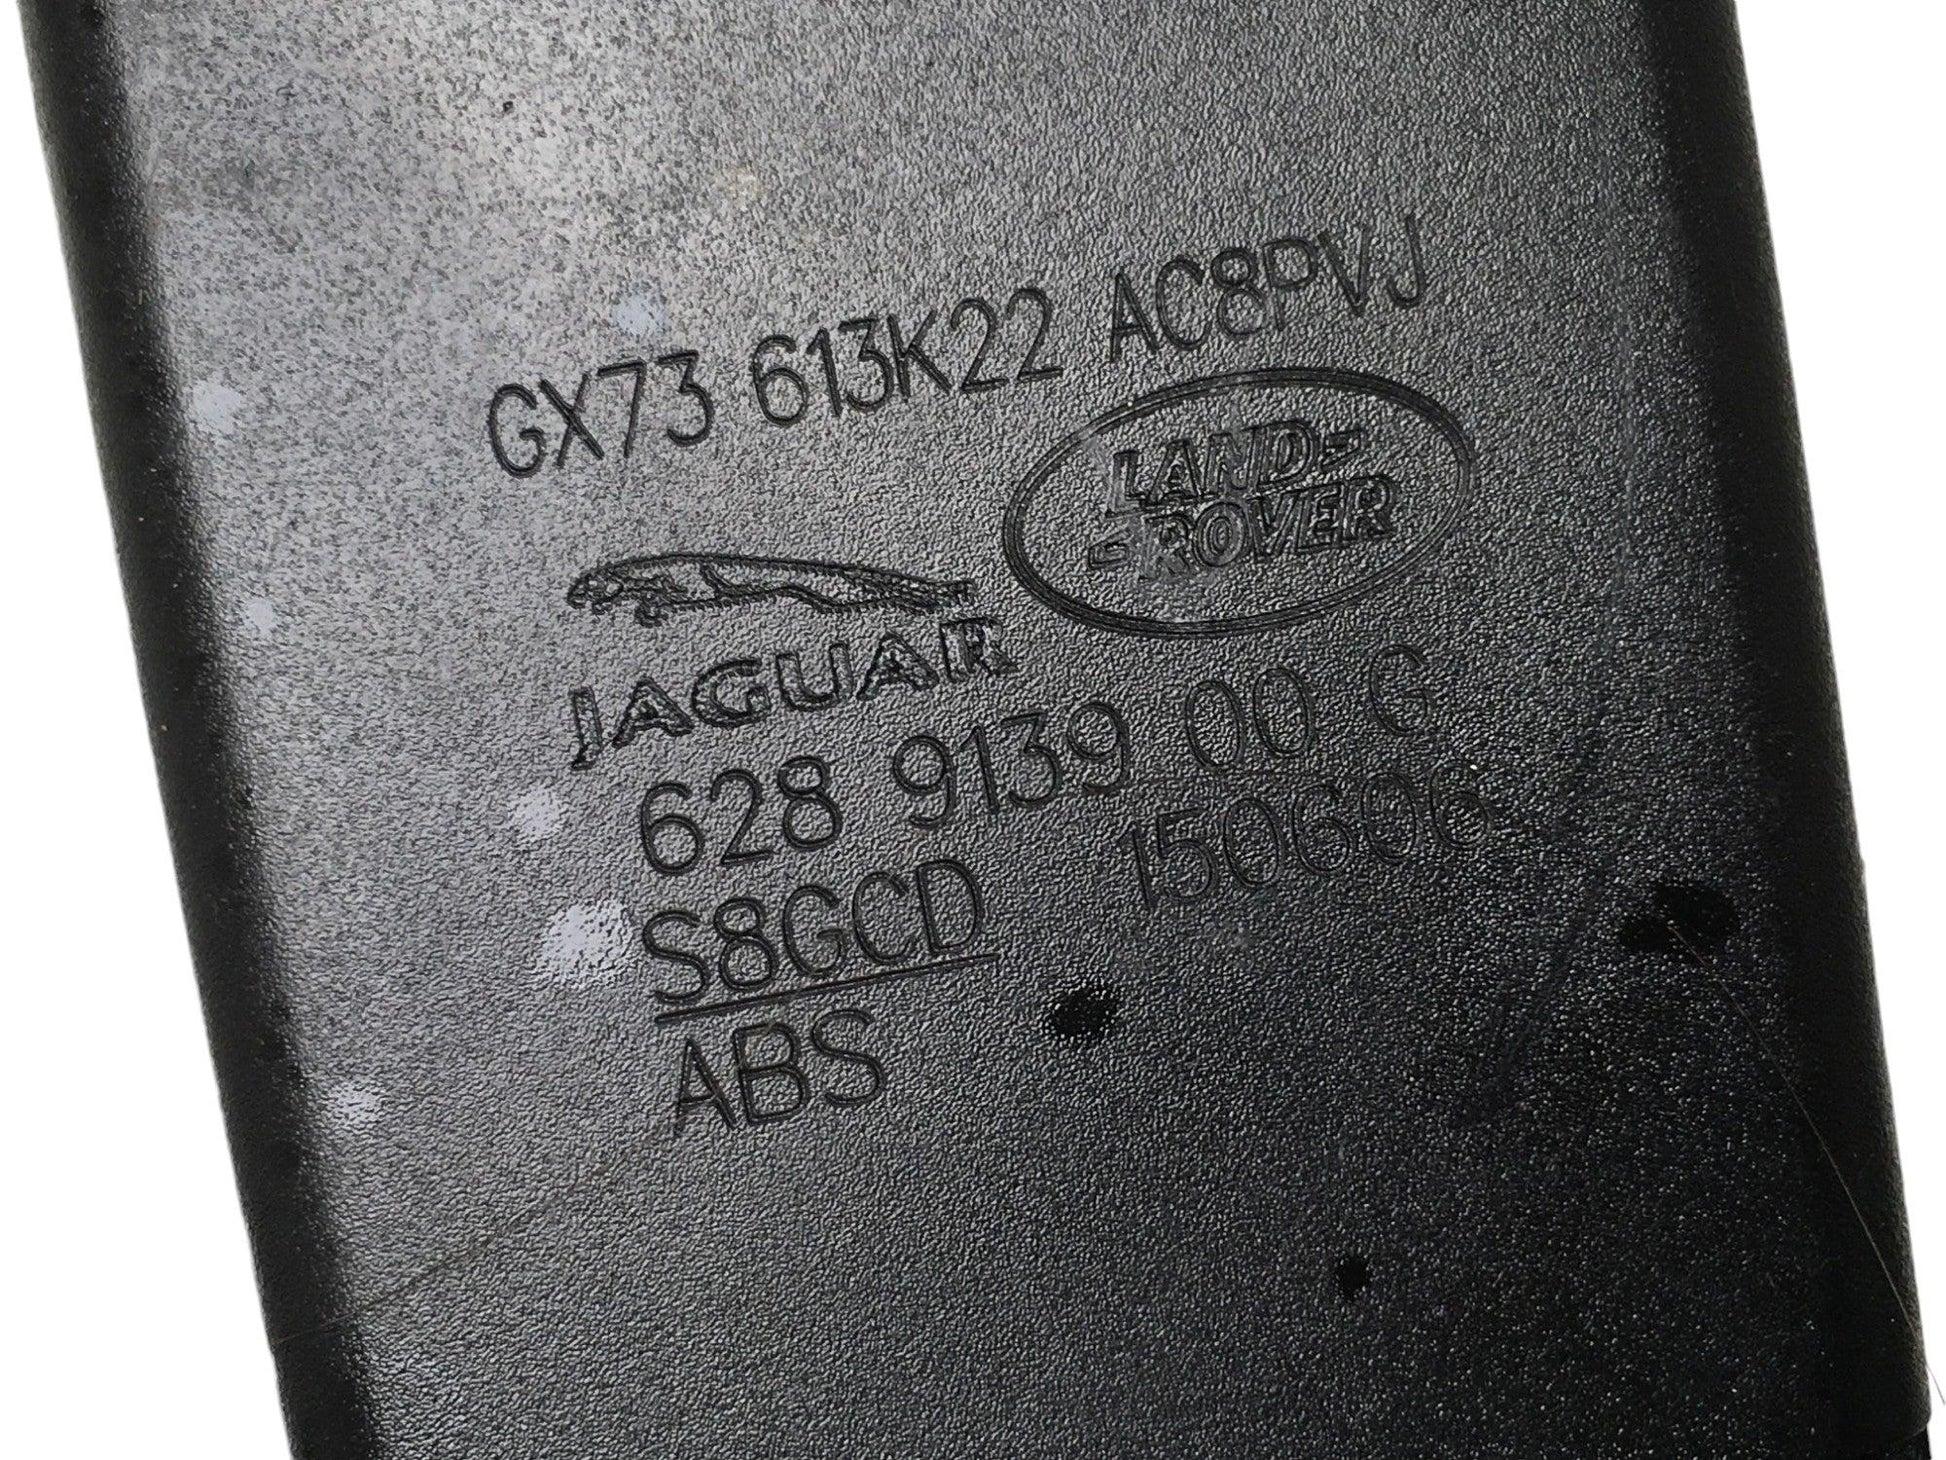 GX73 613K22 AC8PVJ
LAND-
-ROVER
JAGUAR
628 9139 00 G
S8GCD 150606
ABS